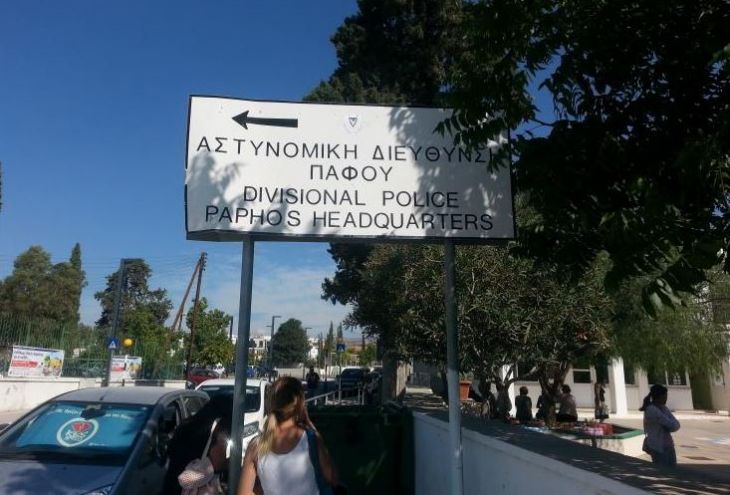 ΑΣΤΥΝΟΜΙΚΗ ΔΙΕΥΘΥΝΣΗ
ΠΑΦΟΥ
DIVISIONAL POLICE
PAPHOS HEADQUARTERS